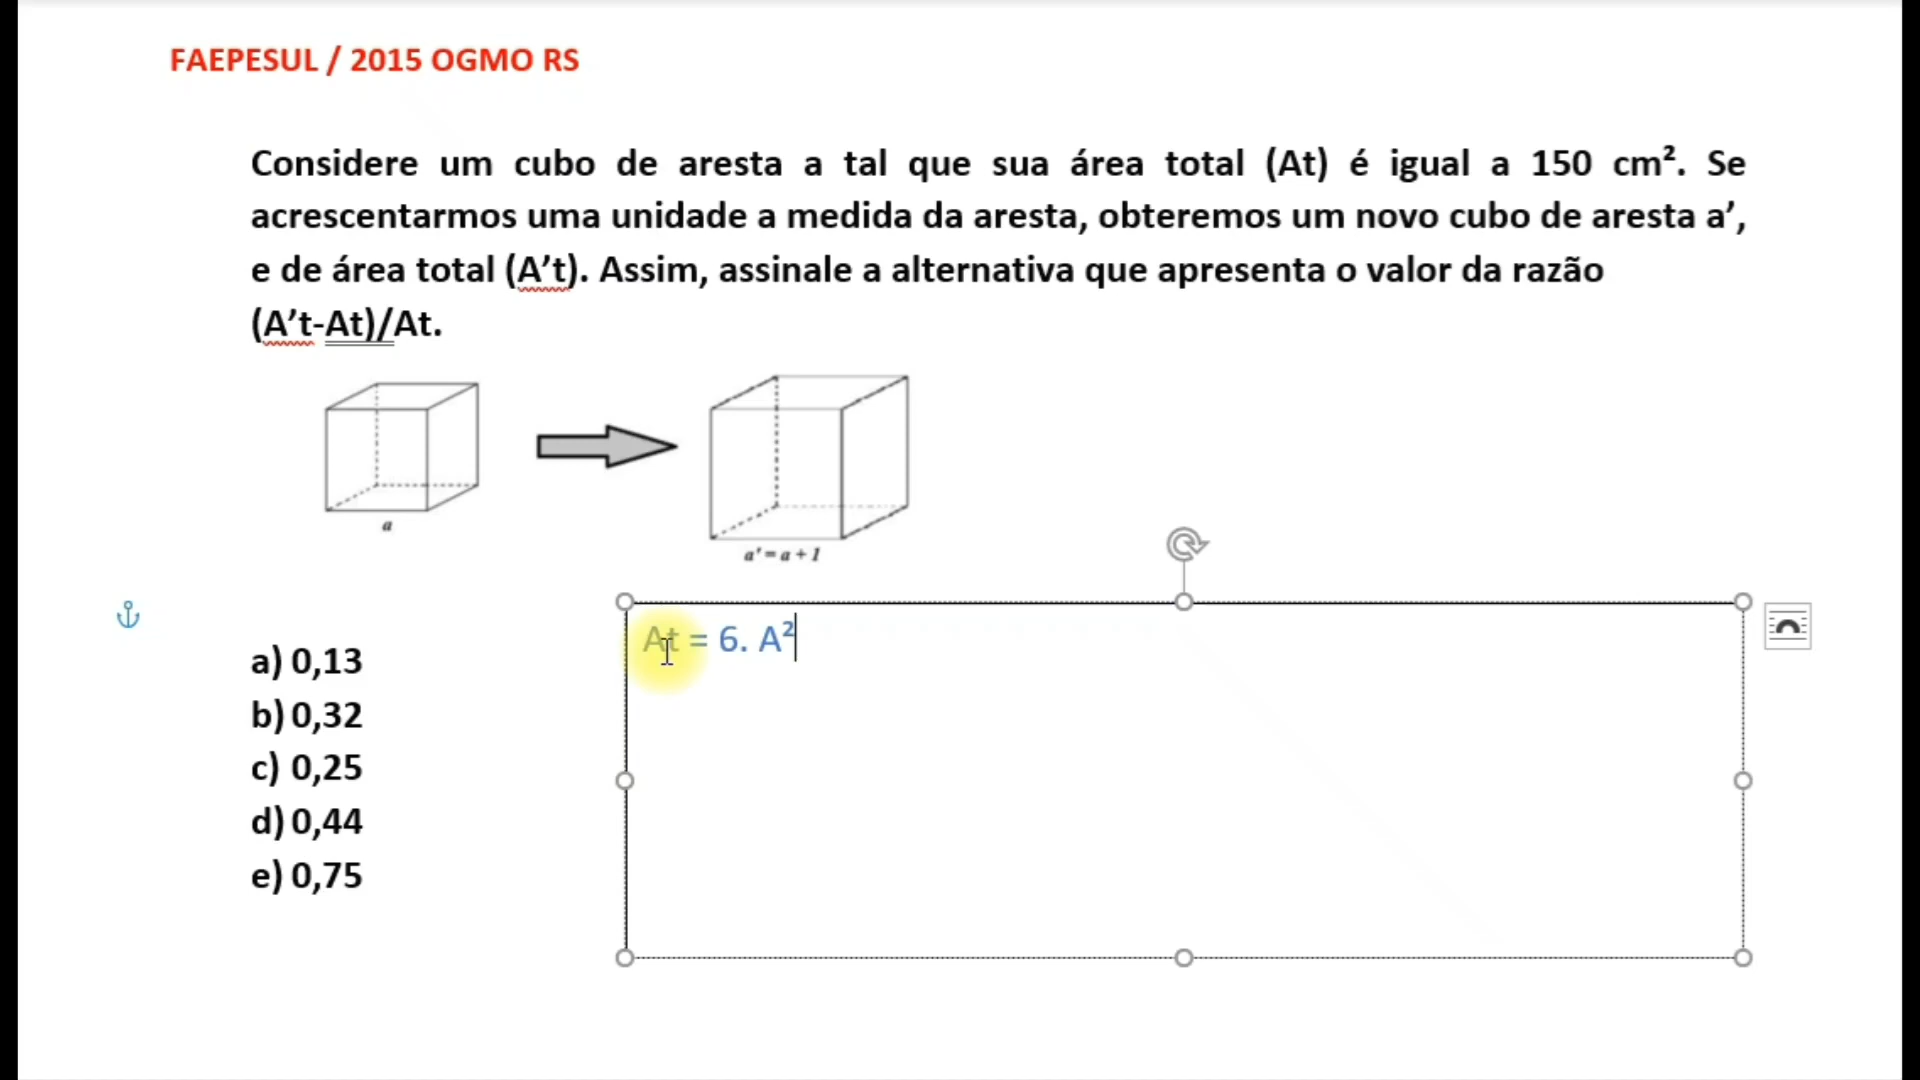 FAEPESUL / 2015 OGMO RS
Considere um cubo de aresta a tal que sua área total (At) é igual a 150 cm². Se
acrescentarmos uma unidade a medida da aresta, obteremos um novo cubo de aresta a’,
e de área total (A’t). Assim, assinale a alternativa que apresenta o valor da razão
(A’t-At)/At.
a
a' = a + 1
At = 6. A²
a) 0,13
b) 0,32
c) 0,25
d) 0,44
e) 0,75